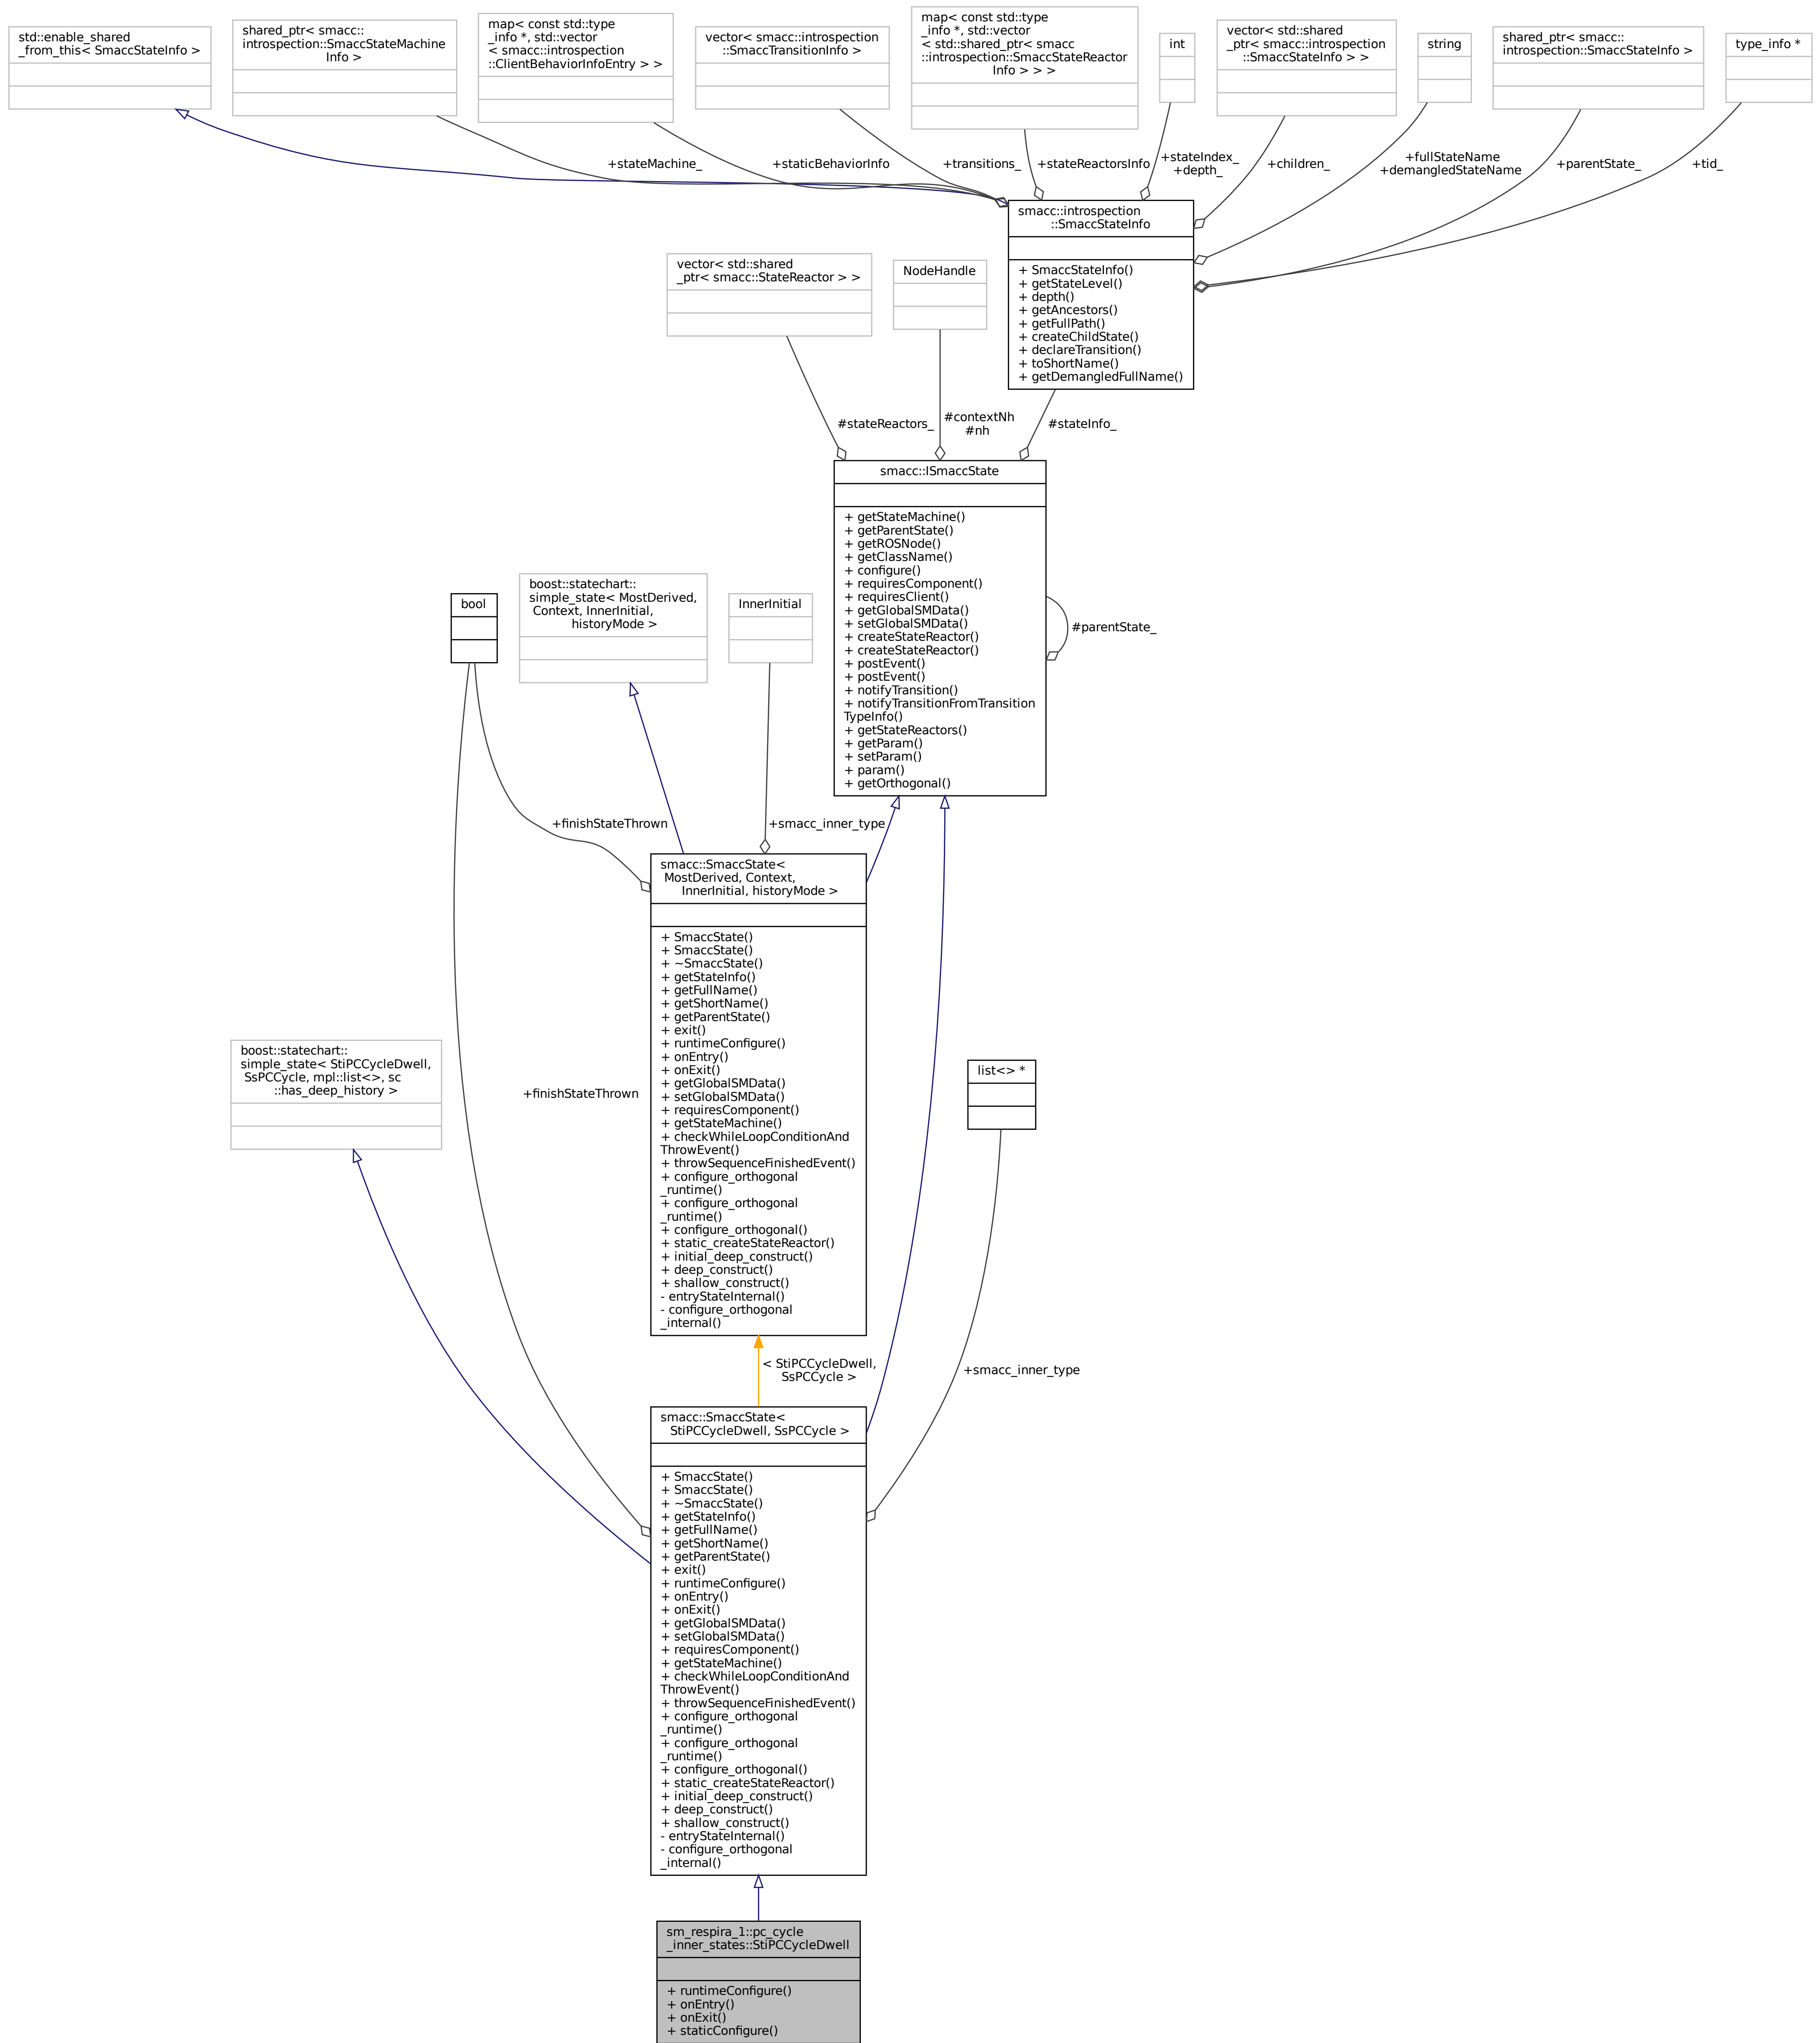 std::enable_shared
_from_this< SmaccStateInfo >
shared_ptr< smacc::
introspection::SmaccStateMachine
Info >
map< const std::type
_info *, std::vector
< smacc::introspection
::ClientBehaviorInfoEntry > >
vector< smacc::introspection
::SmaccTransitionInfo >
map< const std::type
_info *, std::vector
< std::shared_ptr< smacc
::introspection::SmaccStateReactor
Info > > >
int
vector< std::shared
_ptr< smacc::introspection
::SmaccStateInfo > >
string
shared_ptr< smacc::
introspection::SmaccStateInfo >
type_info *
+stateMachine_
+staticBehaviorInfo
+transitions_
+stateReactorsInfo
+stateIndex_
+depth_
+children_
+fullStateName
+demangledStateName
+parentState_
+tid_
smacc::introspection
::SmaccStateInfo
+ SmaccStateInfo()
+ getStateLevel()
+ depth()
+ getAncestors()
+ getFullPath()
+ createChildState()
+ declareTransition()
+ toShortName()
+ getDemangledFullName()
vector< std::shared
_ptr< smacc::StateReactor > >
NodeHandle
#stateReactors_
#contextNh
#nh
#stateInfo_
smacc::ISmaccState
+ getStateMachine()
+ getParentState()
+ getROSNode()
+ getClassName()
+ configure()
+ requiresComponent()
+ requiresClient()
+ getGlobalSMData()
+ setGlobalSMData()
+ createStateReactor()
+ createStateReactor()
+ postEvent()
+ postEvent()
+ notifyTransition()
+ notifyTransitionFromTransition
TypeInfo()
+ getStateReactors()
+ getParam()
+ setParam()
+ param()
+ getOrthogonal()
#parentState_
bool
boost::statechart::
simple_state< MostDerived,
Context, InnerInitial,
historyMode >
InnerInitial
+finishStateThrown
+smacc_inner_type
smacc::SmaccState<
MostDerived, Context,
InnerInitial, historyMode >
+ SmaccState()
+ SmaccState()
+ ~SmaccState()
+ getStateInfo()
+ getFullName()
+ getShortName()
+ getParentState()
+ exit()
+ runtimeConfigure()
+ onEntry()
+ onExit()
+ getGlobalSMData()
+ setGlobalSMData()
+ requiresComponent()
+ getStateMachine()
+ checkWhileLoopConditionAnd
ThrowEvent()
+ throwSequenceFinishedEvent()
+ configure_orthogonal
_runtime()
+ configure_orthogonal
_runtime()
+ configure_orthogonal()
+ static_createStateReactor()
+ initial_deep_construct()
+ deep_construct()
+ shallow_construct()
- entryStateInternal()
- configure_orthogonal
_internal()
boost::statechart::
simple_state< StiPCCycleDwell,
SsPCCycle, mpl::list<>, sc
::has_deep_history >
+finishStateThrown
list<> *
< StiPCCycleDwell,
SsPCCycle >
+smacc_inner_type
smacc::SmaccState<
StiPCCycleDwell, SsPCCycle >
+ SmaccState()
+ SmaccState()
+ ~SmaccState()
+ getStateInfo()
+ getFullName()
+ getShortName()
+ getParentState()
+ exit()
+ runtimeConfigure()
+ onEntry()
+ onExit()
+ getGlobalSMData()
+ setGlobalSMData()
+ requiresComponent()
+ getStateMachine()
+ checkWhileLoopConditionAnd
ThrowEvent()
+ throwSequenceFinishedEvent()
+ configure_orthogonal
_runtime()
+ configure_orthogonal
_runtime()
+ configure_orthogonal()
+ static_createStateReactor()
+ initial_deep_construct()
+ deep_construct()
+ shallow_construct()
- entryStateInternal()
- configure_orthogonal
_internal()
sm_respira_1::pc_cycle
_inner_states::StiPCCycleDwell
+ runtimeConfigure()
+ onEntry()
+ onExit()
+ staticConfigure()